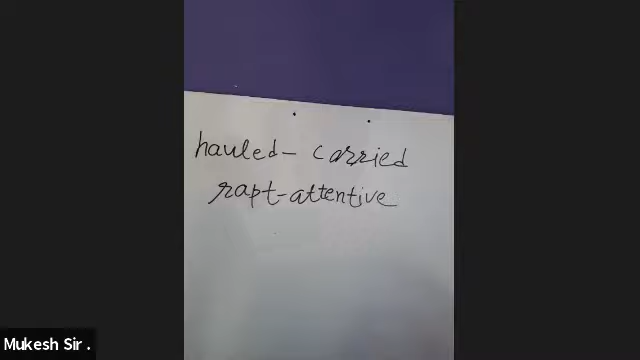 hauled- carried
rapt-attentive
Mukesh Sir .